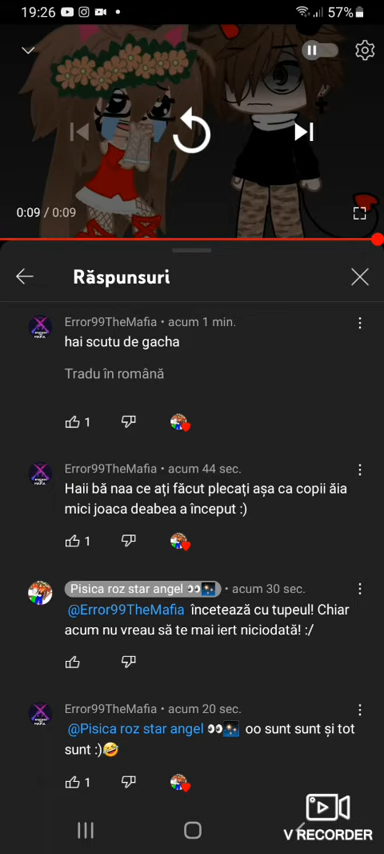 19:26
57%
0:09 / 0:09
Răspunsuri
Error99TheMafia • acum 1 min.
hai scutu de gacha
Tradu în română
1
Error99TheMafia • acum 44 sec.
Haii bă naa ce ați făcut plecați așa ca copii ăia
mici joaca deabea a început :)
1
Pisica roz star angel 👀🌃 • acum 30 sec.
@Error99TheMafia încetează cu tupeul! Chiar
acum nu vreau să te mai iert niciodată! :/
Error99TheMafia • acum 20 sec.
@Pisica roz star angel 👀🌃 oo sunt sunt și tot
sunt :)🤣
1
V RECORDER